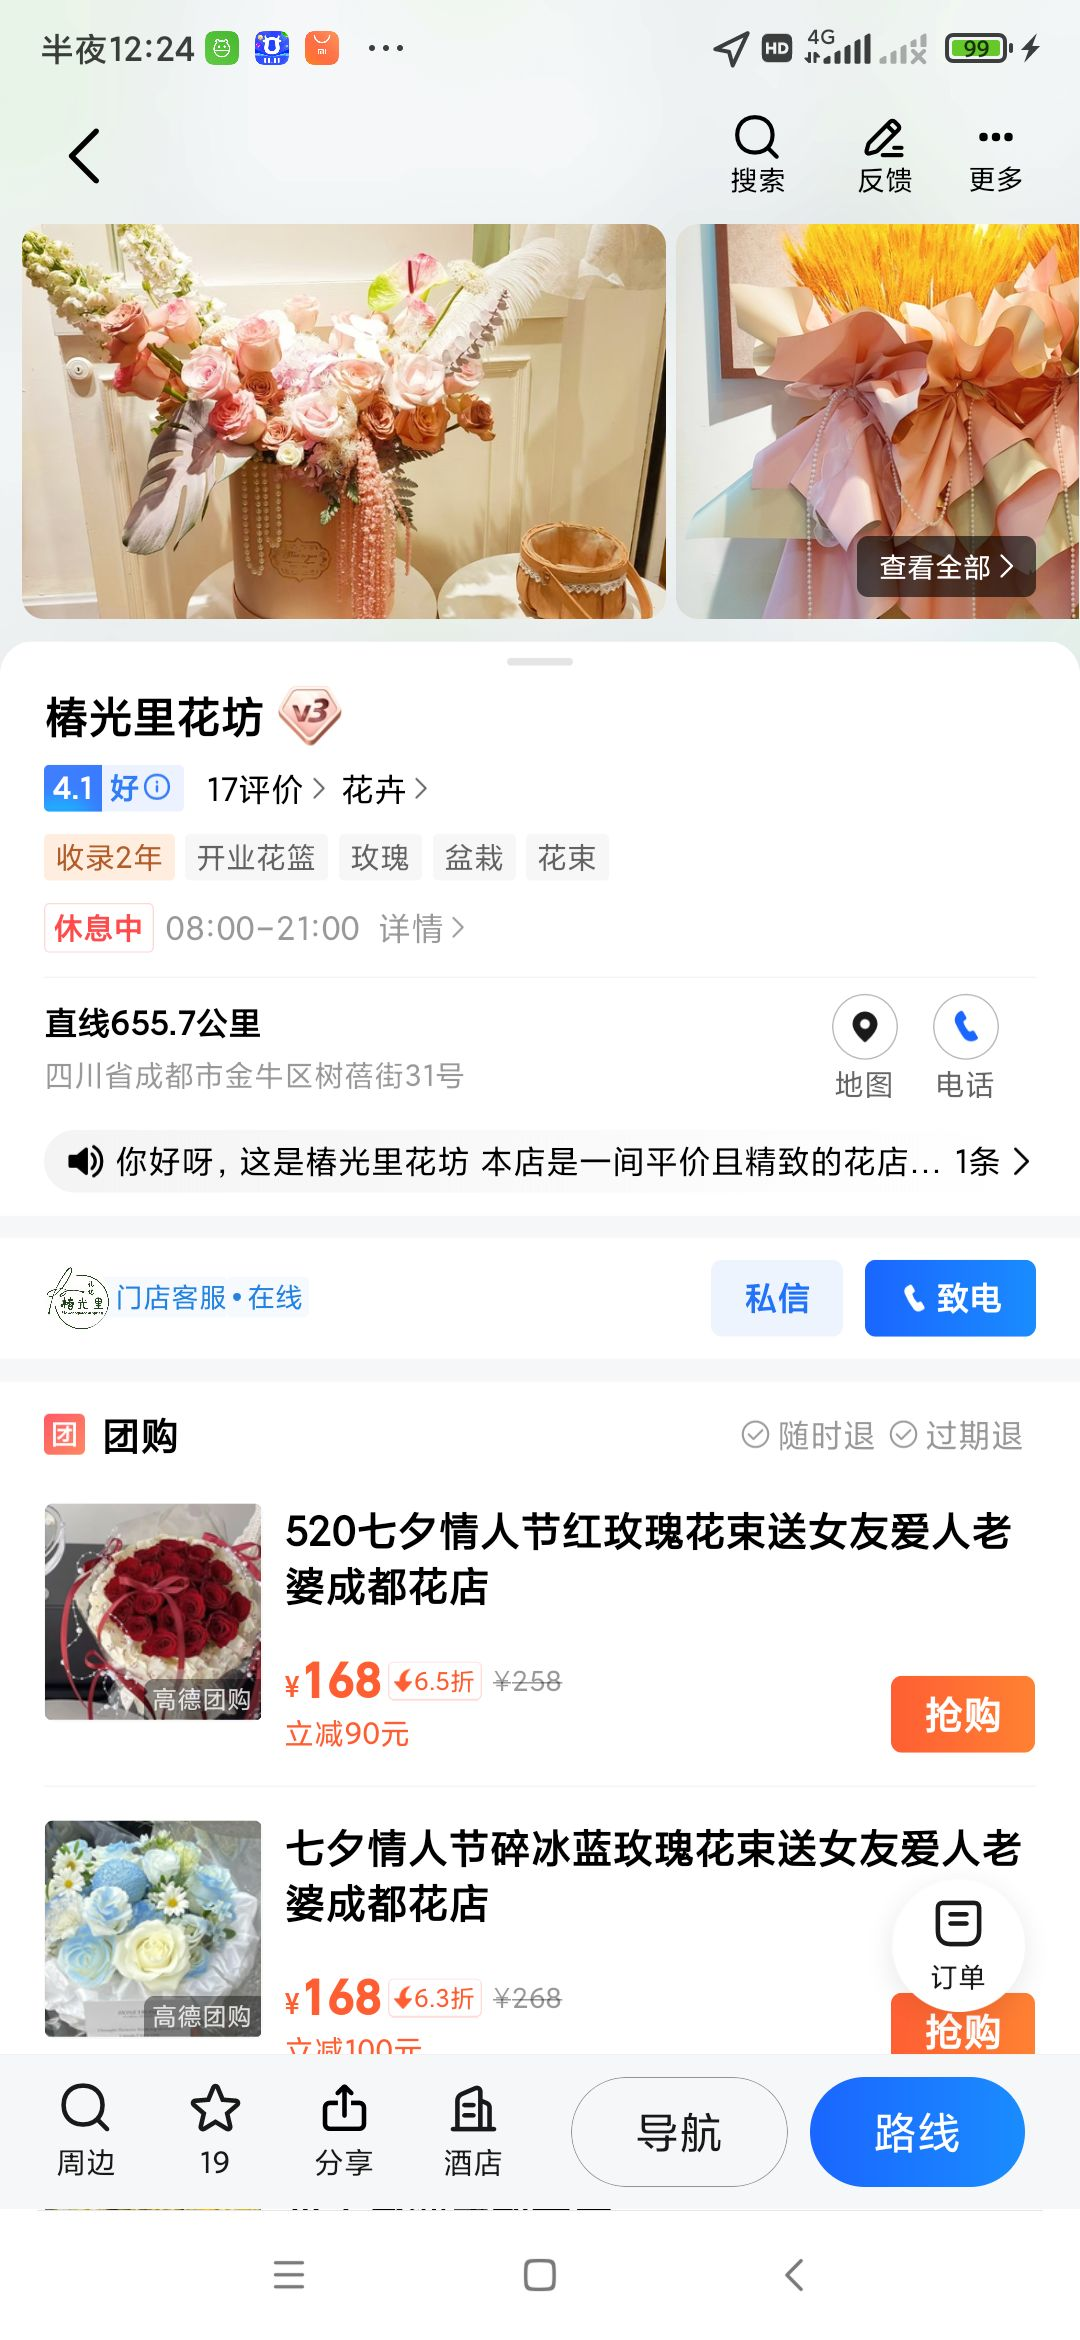 半夜12:24
HD 4G 99
搜索 反馈 更多
查看全部
椿光里花坊 v3
4.1 好 17评价 花卉
收录2年 开业花篮 玫瑰 盆栽 花束
休息中 08:00-21:00 详情
直线655.7公里
四川省成都市金牛区树蓓街31号
地图 电话
你好呀，这是椿光里花坊 本店是一间平价且精致的花店... 1条
椿光里
门店客服•在线 私信 致电
团 团购 随时退 过期退
520七夕情人节红玫瑰花束送女友爱人老
婆成都花店
高德团购
¥168 6.5折 ¥258
立减90元
抢购
七夕情人节碎冰蓝玫瑰花束送女友爱人老
婆成都花店
高德团购
¥168 6.3折 ¥268
立减100元
订单
抢购
周边 19 分享 酒店 导航 路线